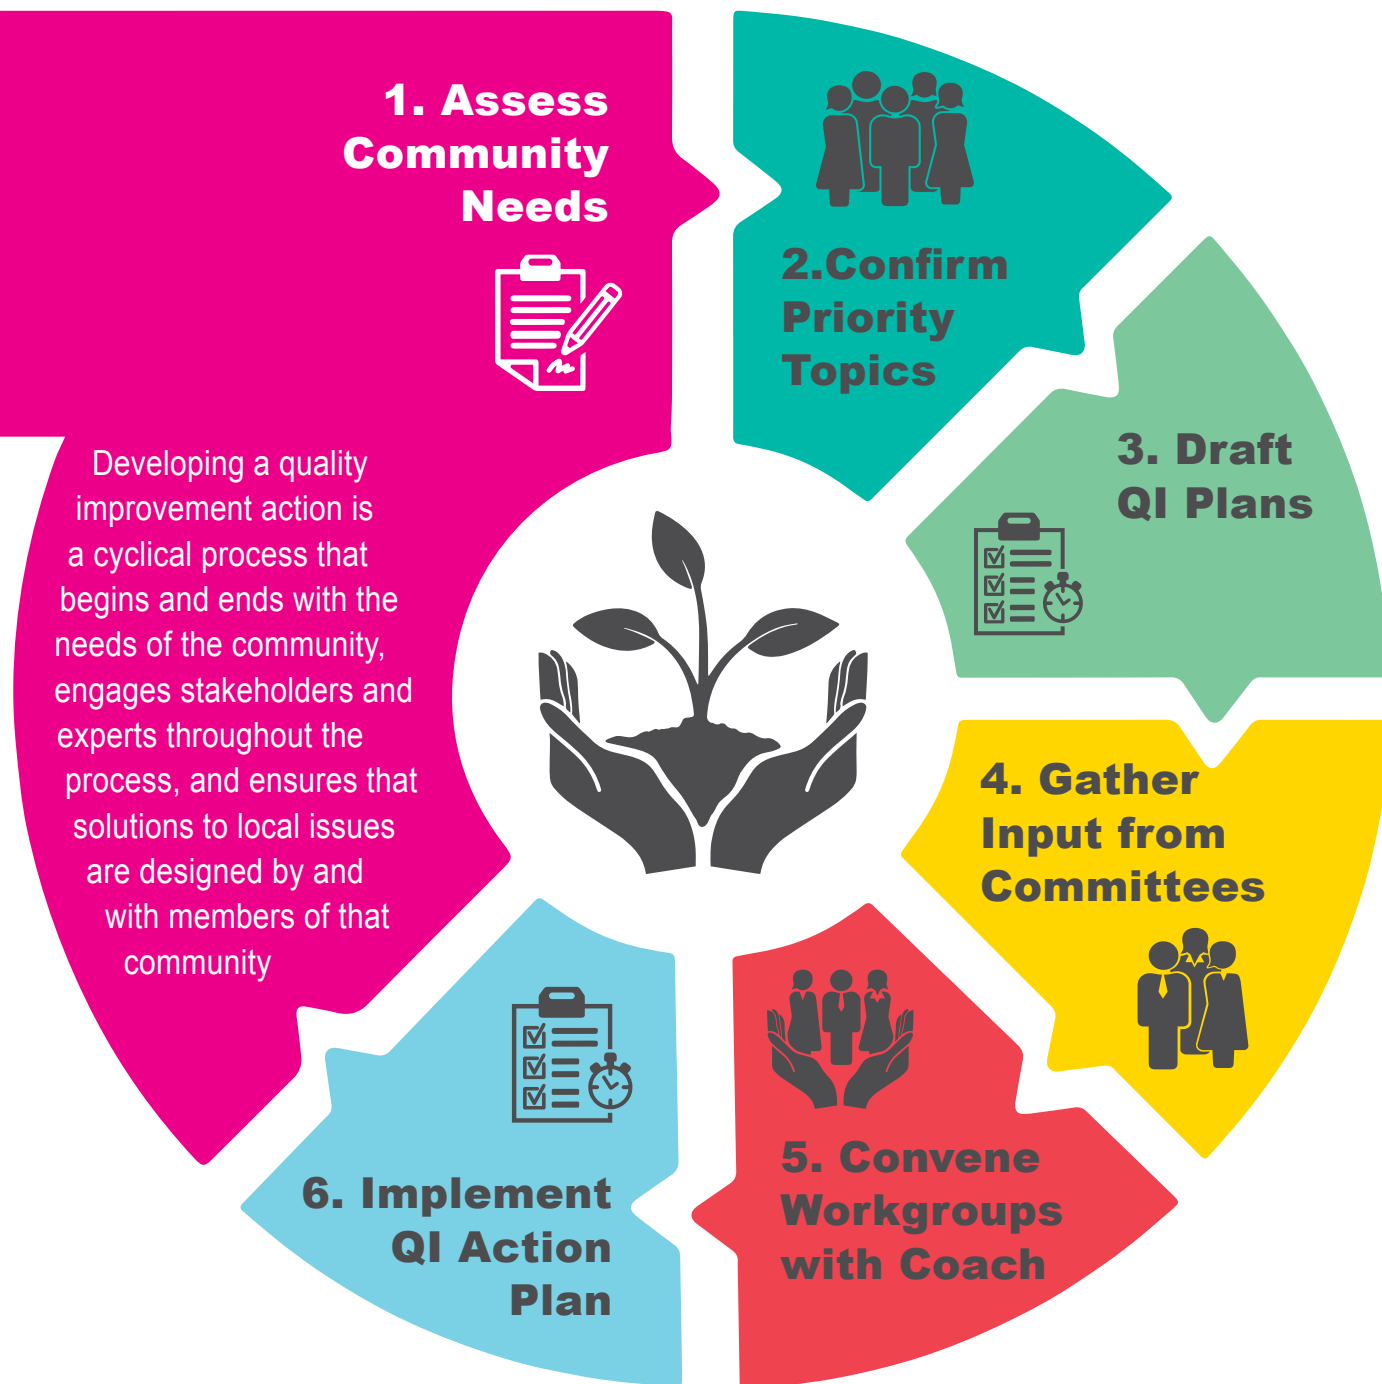 1. Assess
Community
Needs
Developing a quality
improvement action is
a cyclical process that
begins and ends with the
needs of the community,
engages stakeholders and
experts throughout the
process, and ensures that
solutions to local issues
are designed by and
with members of that
community
2.Confirm
Priority
Topics
3. Draft
QI Plans
4. Gather
Input from
Committees
5. Convene
Workgroups
with Coach
6. Implement
QI Action
Plan